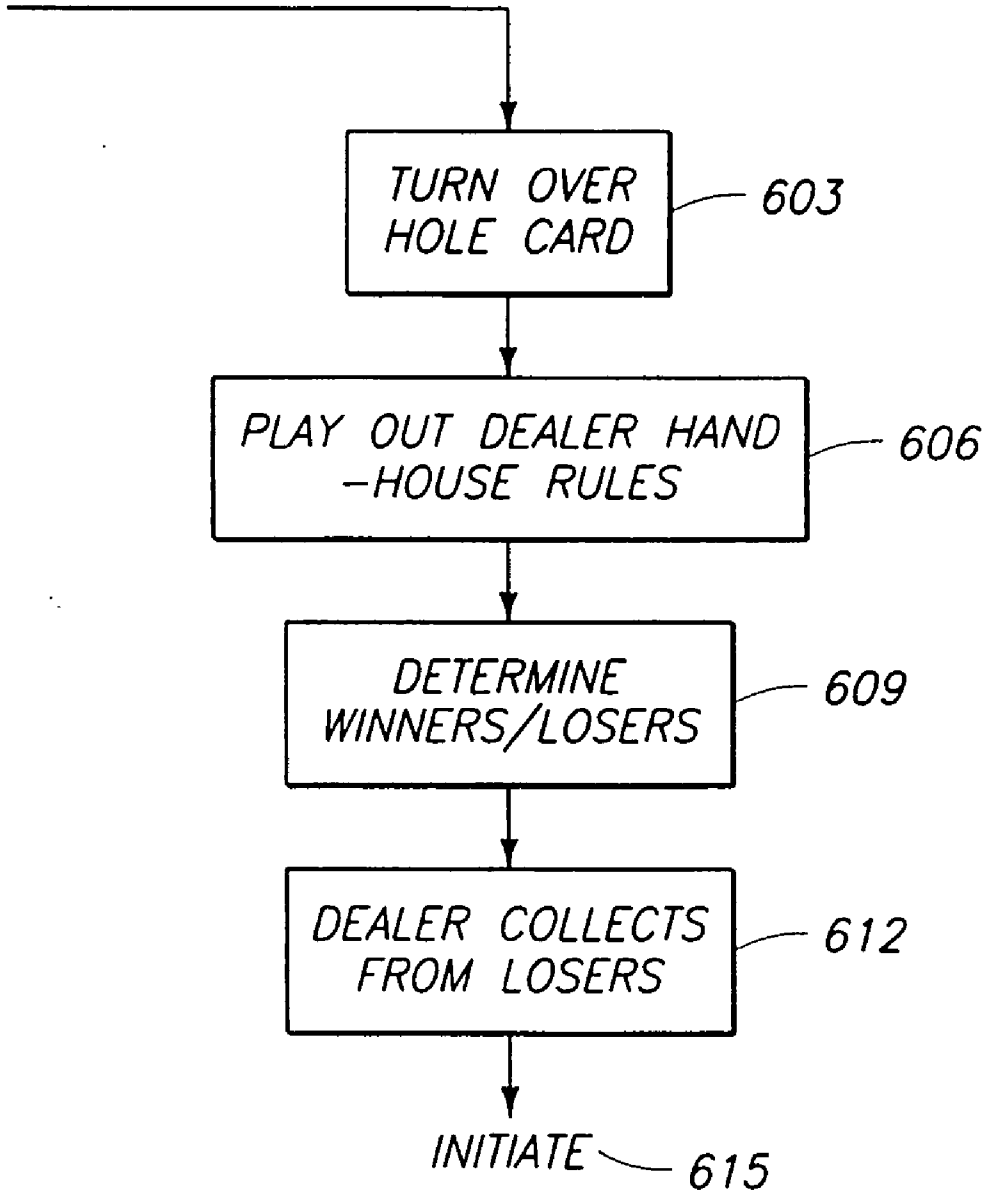 TURN OVER
HOLE CARD
603
PLAY OUT DEALER HAND
-HOUSE RULES
606
DETERMINE
WINNERS/LOSERS
609
DEALER COLLECTS
FROM LOSERS
612
INITIATE
615